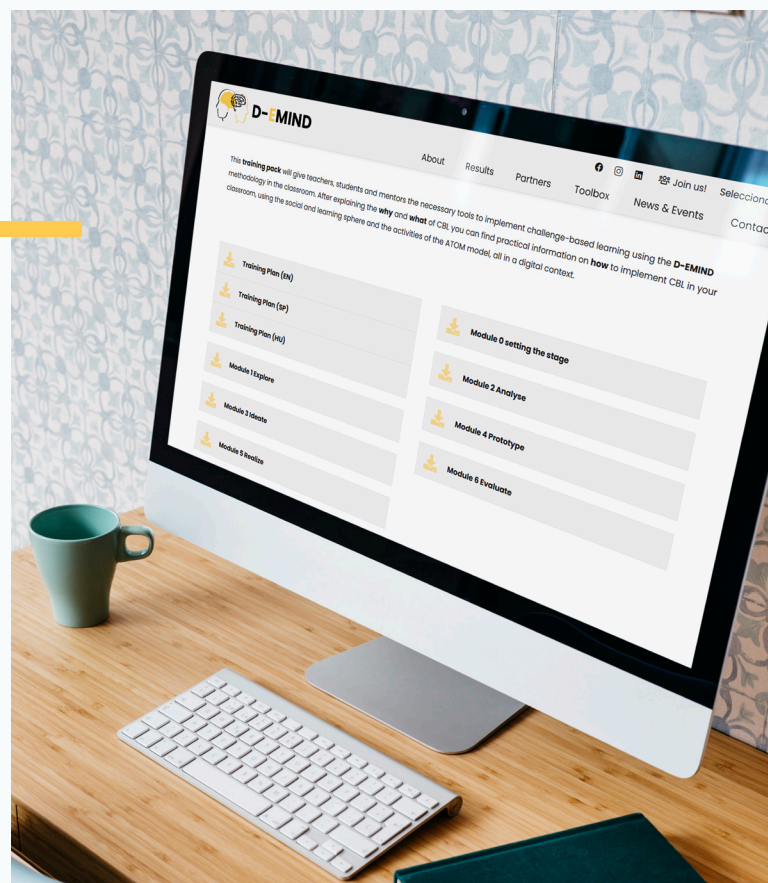 D-EMIND
Join us!
Selecciona
About
Results
Partners
Toolbox
News & Events
Contac
This training pack will give teachers, students and mentors the necessary tools to implement challenge-based learning using the D-EMIND
methodology in the classroom. After explaining the why and what of CBL you can find practical information on how to implement CBL in your
classroom, using the social and learning sphere and the activities of the ATOM model, all in a digital context.
Training Plan (EN)
Training Plan (SP)
Training Plan (HU)
Module 1 Explore
Module 3 Ideate
Module 5 Realize
Module 0 setting the stage
Module 2 Analyse
Module 4 Prototype
Module 6 Evaluate